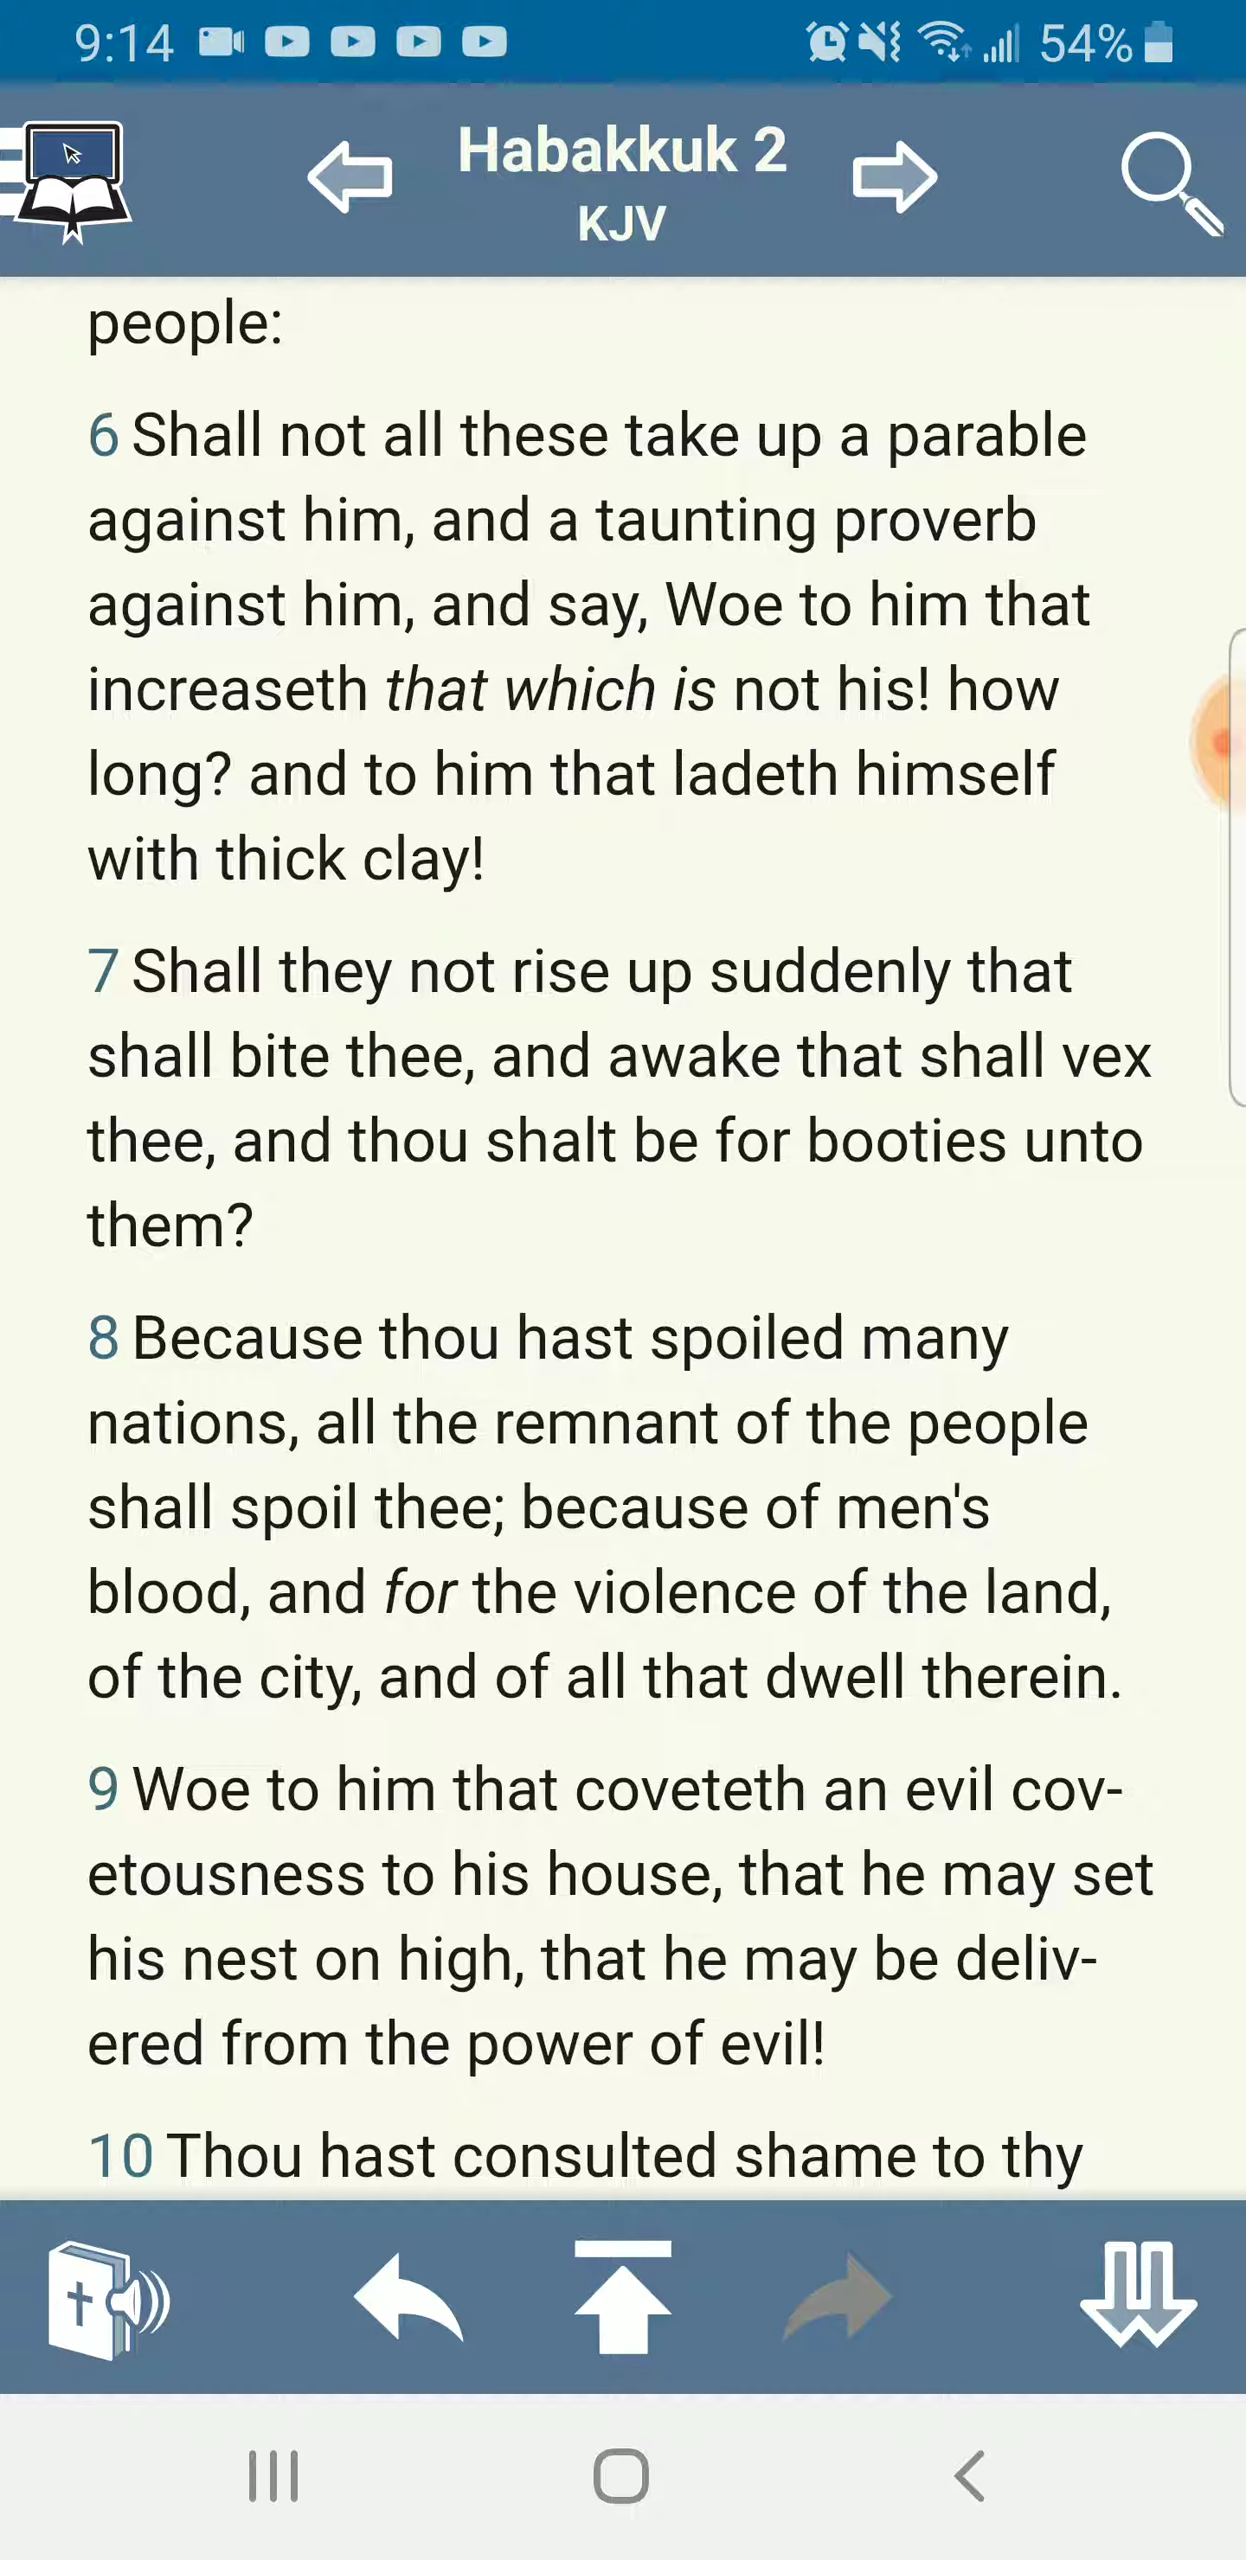 9:14 54%
Habakkuk 2
KJV
people:
6 Shall not all these take up a parable
against him, and a taunting proverb
against him, and say, Woe to him that
increaseth that which is not his! how
long? and to him that ladeth himself
with thick clay!
7 Shall they not rise up suddenly that
shall bite thee, and awake that shall vex
thee, and thou shalt be for booties unto
them?
8 Because thou hast spoiled many
nations, all the remnant of the people
shall spoil thee; because of men's
blood, and for the violence of the land,
of the city, and of all that dwell therein.
9 Woe to him that coveteth an evil cov-
etousness to his house, that he may set
his nest on high, that he may be deliv-
ered from the power of evil!
10 Thou hast consulted shame to thy